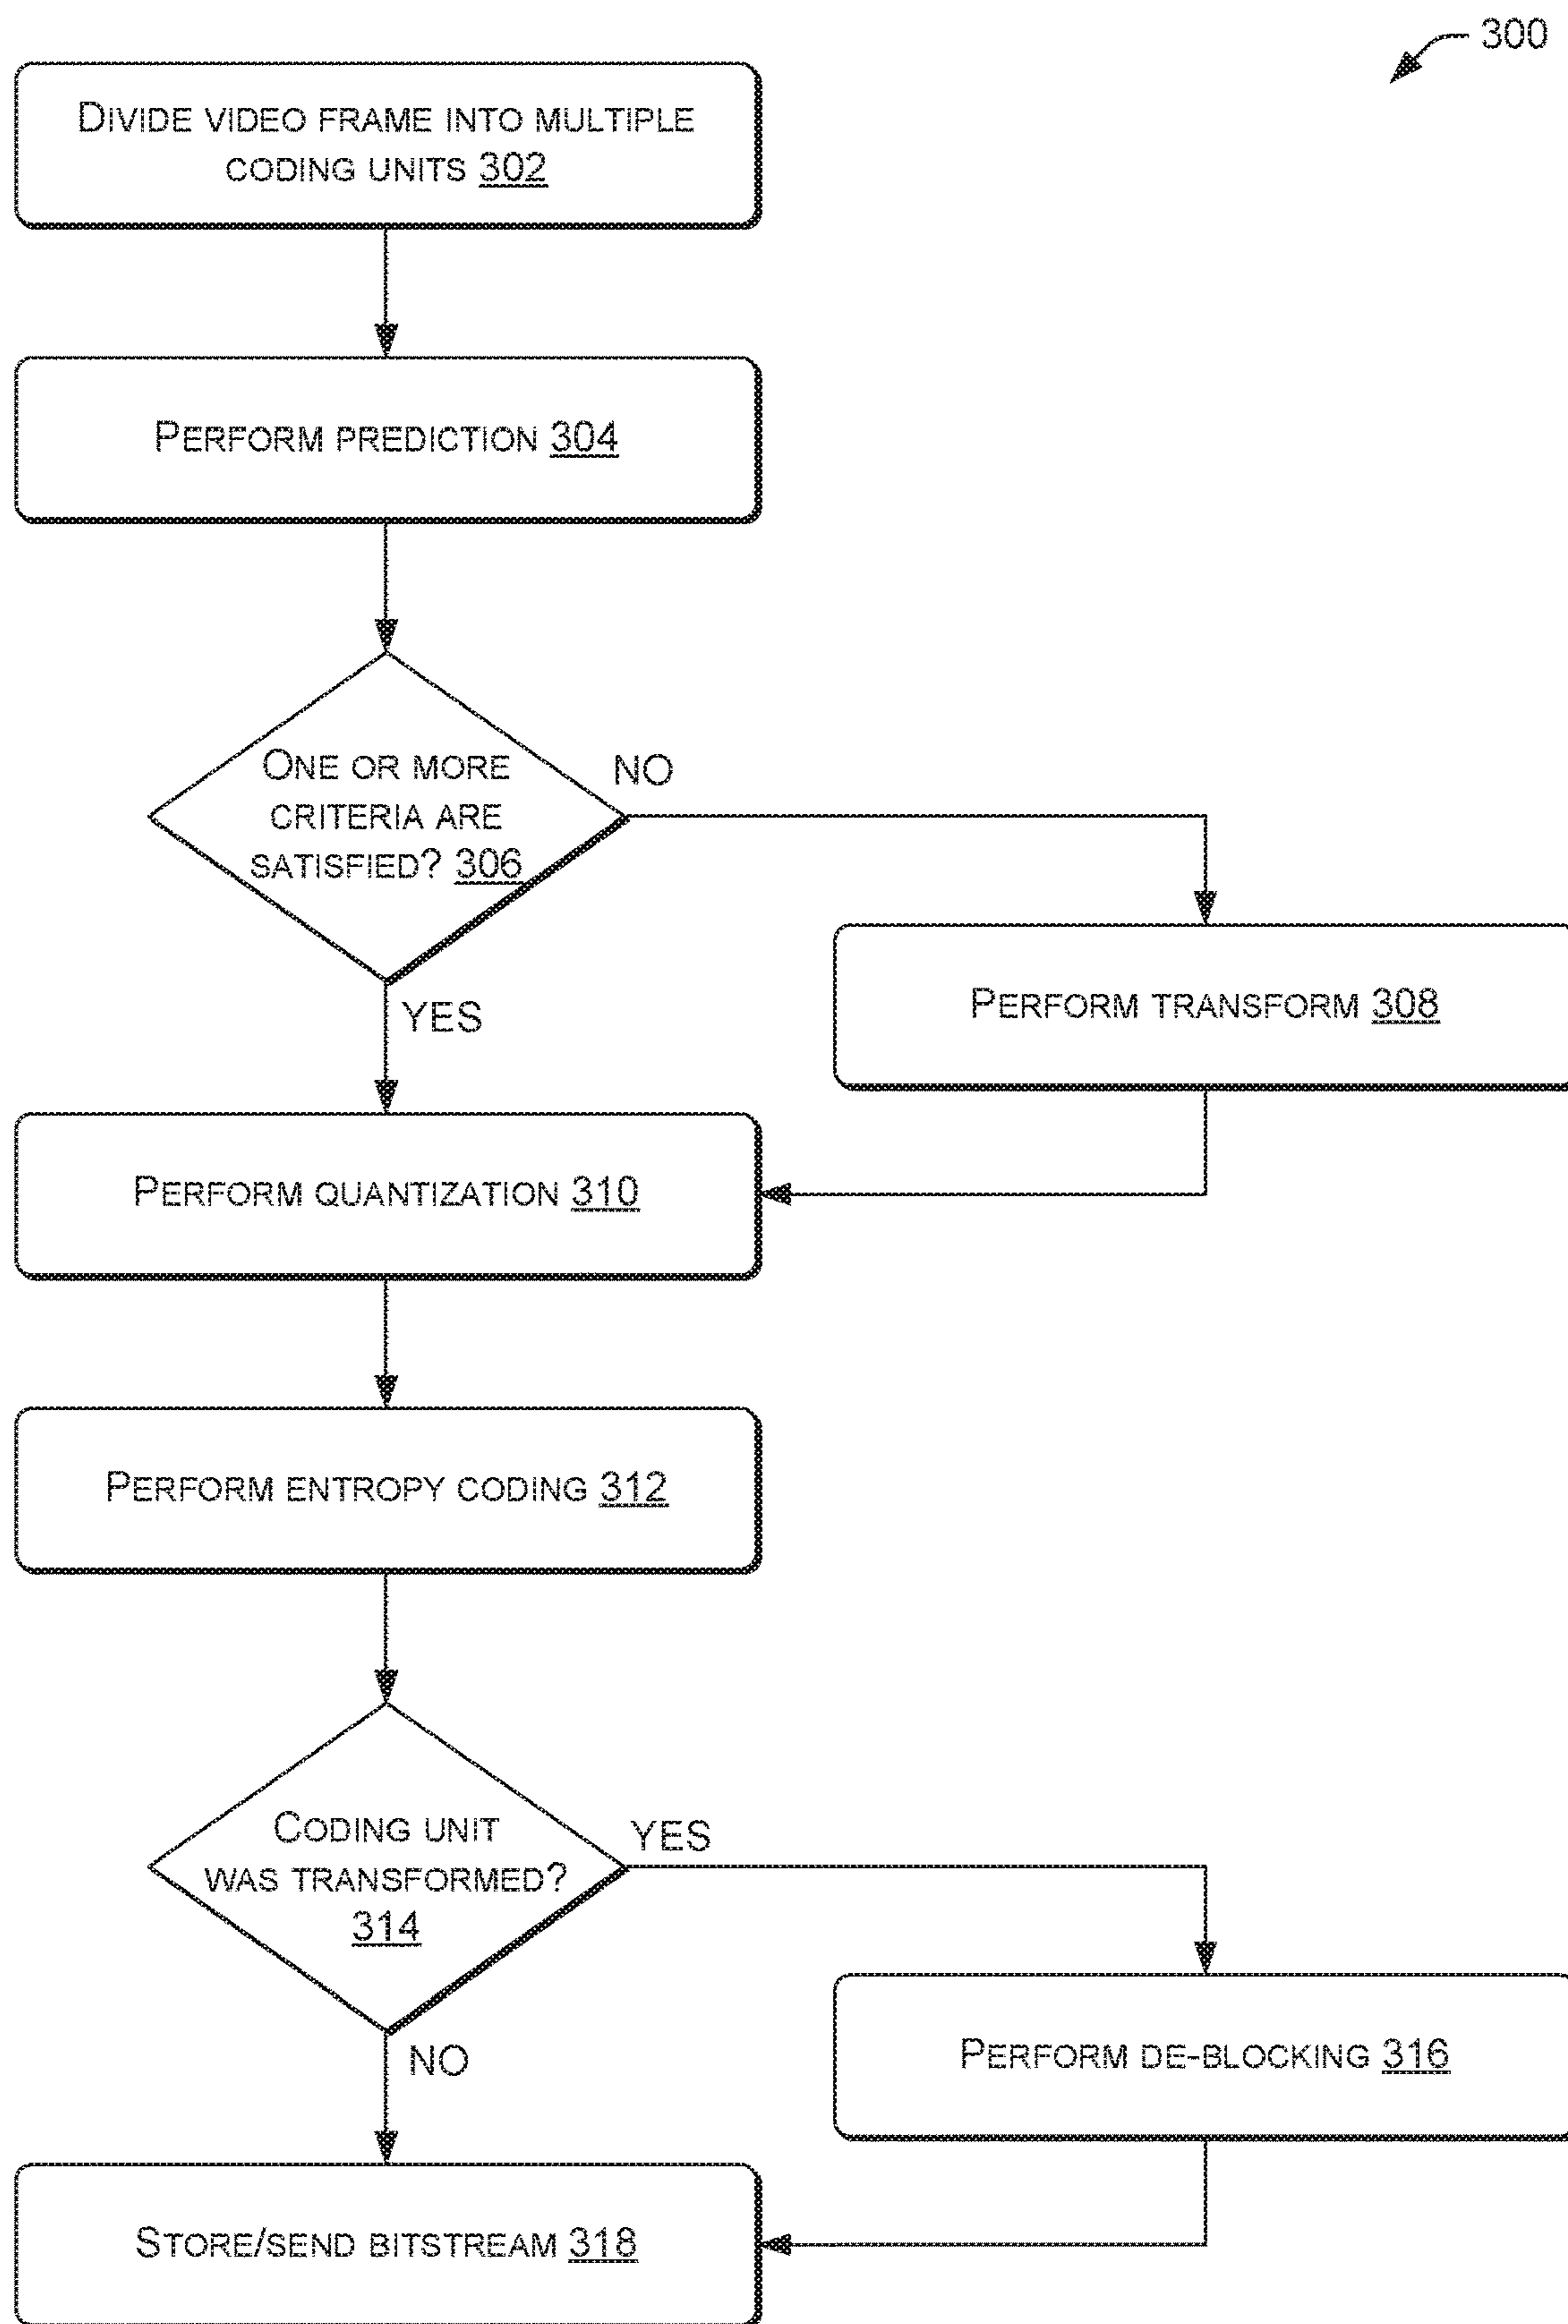 300
DIVIDE VIDEO FRAME INTO MULTIPLE
CODING UNITS 302
PERFORM PREDICTION 304
ONE OR MORE
CRITERIA ARE
SATISFIED? 306
NO
YES
PERFORM TRANSFORM 308
PERFORM QUANTIZATION 310
PERFORM ENTROPY CODING 312
CODING UNIT
WAS TRANSFORMED?
314
YES
NO
PERFORM DE-BLOCKING 316
STORE/SEND BITSTREAM 318